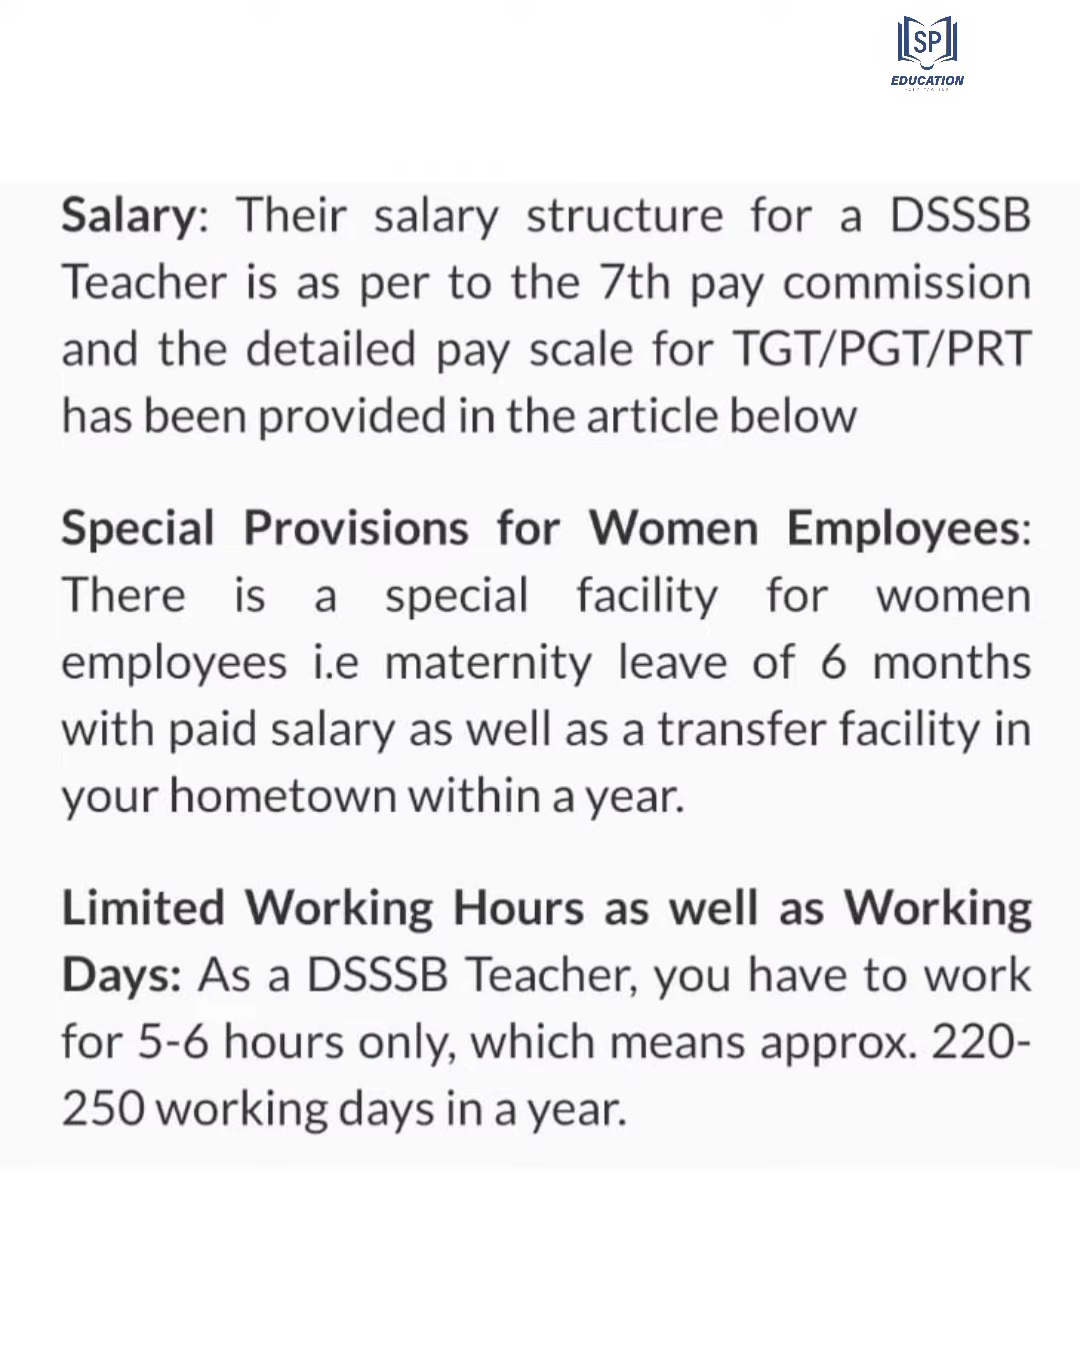 SP
EDUCATION
Salary: Their salary structure for a DSSSB
Teacher is as per to the 7th pay commission
and the detailed pay scale for TGT/PGT/PRT
has been provided in the article below
Special Provisions for Women Employees:
There is a special facility for women
employees i.e maternity leave of 6 months
with paid salary as well as a transfer facility in
your hometown within a year.
Limited Working Hours as well as Working
Days: As a DSSSB Teacher, you have to work
for 5-6 hours only, which means approx. 220-
250 working days in a year.